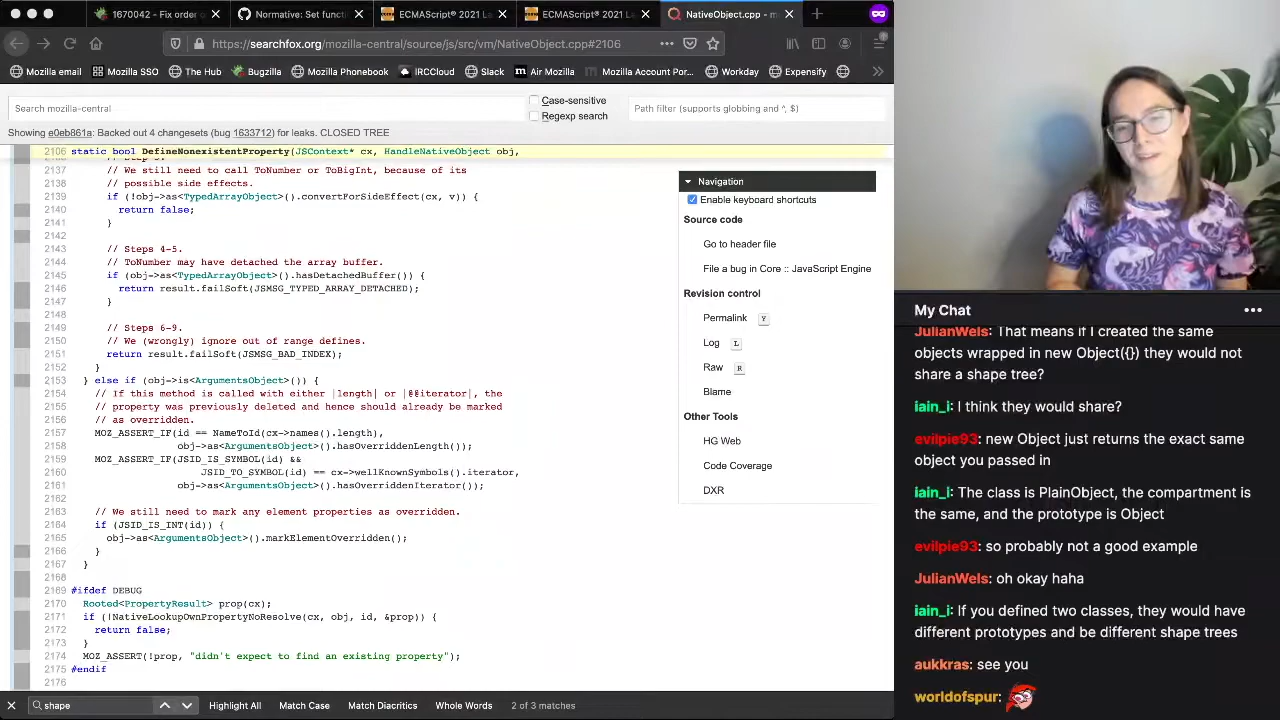 1670042 - Fix order
Normative: Set functi
ECMAScript® 2021 La
ECMAScript® 2021 La
NativeObject.cpp - m
https://searchfox.org/mozilla-central/source/js/src/vm/NativeObject.cpp#2106
Mozilla email
Mozilla SSO
The Hub
Bugzilla
Mozilla Phonebook
IRCCloud
Slack
Air Mozilla
Mozilla Account Por...
Workday
Expensify
Search mozilla-central
Case-sensitive
Regexp search
Path filter (supports globbing and ^, $)
Showing e0eb861a: Backed out 4 changesets (bug 1633712) for leaks. CLOSED TREE
2106 static bool DefineNonexistentProperty(JSContext* cx, HandleNativeObject obj,
2137 // We still need to call ToNumber or ToBigInt, because of its
2138 // possible side effects.
2139 if (!obj->as<TypedArrayObject>().convertForSideEffect(cx, v)) {
2140 return false;
2141 }
2142
2143 // Steps 4-5.
2144 // ToNumber may have detached the array buffer.
2145 if (obj->as<TypedArrayObject>().hasDetachedBuffer()) {
2146 return result.failSoft(JSMSG_TYPED_ARRAY_DETACHED);
2147 }
2148
2149 // Steps 6-9.
2150 // We (wrongly) ignore out of range defines.
2151 return result.failSoft(JSMSG_BAD_INDEX);
2152 }
2153 } else if (obj->is<ArgumentsObject>()) {
2154 // If this method is called with either |length| or |@@iterator|, the
2155 // property was previously deleted and hence should already be marked
2156 // as overridden.
2157 MOZ_ASSERT_IF(id == NameToId(cx->names().length),
2158 obj->as<ArgumentsObject>().hasOverriddenLength());
2159 MOZ_ASSERT_IF(JSID_IS_SYMBOL(id) &&
2160 JSID_TO_SYMBOL(id) == cx->wellKnownSymbols().iterator,
2161 obj->as<ArgumentsObject>().hasOverriddenIterator());
2162
2163 // We still need to mark any element properties as overridden.
2164 if (JSID_IS_INT(id)) {
2165 obj->as<ArgumentsObject>().markElementOverridden();
2166 }
2167 }
2168
2169 #ifdef DEBUG
2170 Rooted<PropertyResult> prop(cx);
2171 if (!NativeLookupOwnPropertyNoResolve(cx, obj, id, &prop)) {
2172 return false;
2173 }
2174 MOZ_ASSERT(!prop, "didn't expect to find an existing property");
2175 #endif
2176
Navigation
Enable keyboard shortcuts
Source code
Go to header file
File a bug in Core :: JavaScript Engine
Revision control
Permalink Y
Log L
Raw R
Blame
Other Tools
HG Web
Code Coverage
DXR
shape
Highlight All
Match Case
Match Diacritics
Whole Words
2 of 3 matches
My Chat
JulianWels: That means if I created the same
objects wrapped in new Object({}) they would not
share a shape tree?
iain_i: I think they would share?
evilpie93: new Object just returns the exact same
object you passed in
iain_i: The class is PlainObject, the compartment is
the same, and the prototype is Object
evilpie93: so probably not a good example
JulianWels: oh okay haha
iain_i: If you defined two classes, they would have
different prototypes and be different shape trees
aukkras: see you
worldofspur: